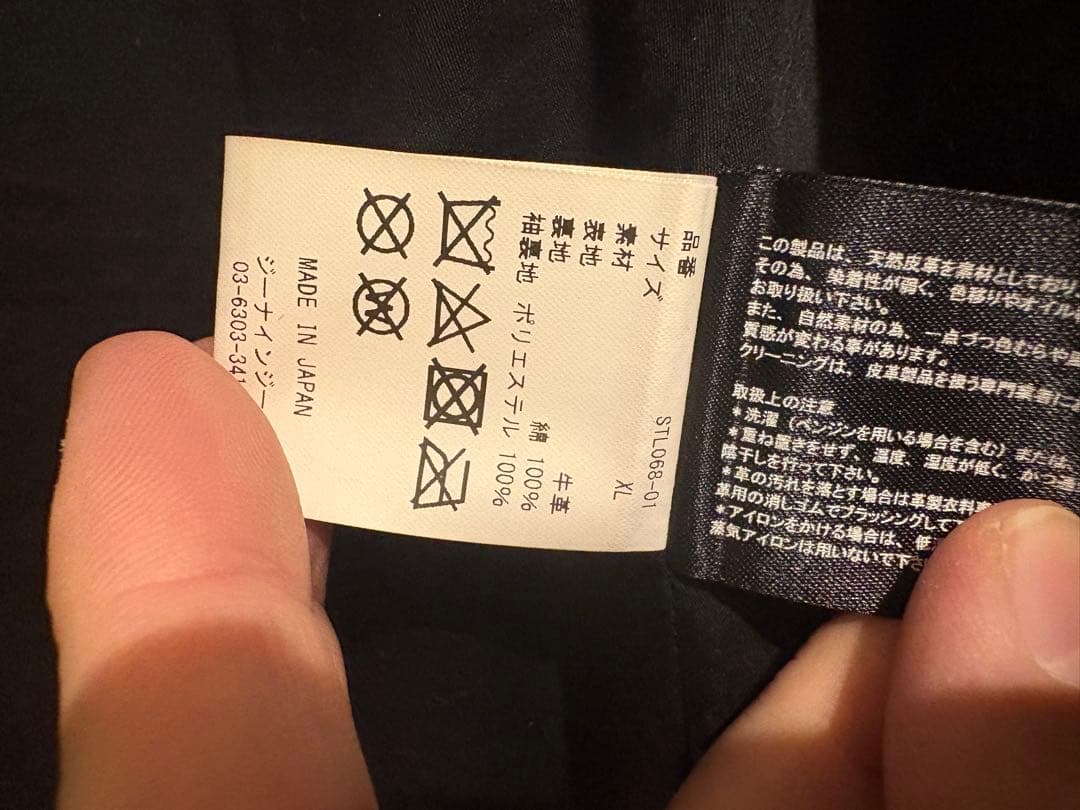 品番 STL068-01
サイズ XL
素材
表地 牛革
裏地 綿 100%
袖裏地 ポリエステル 100%
MADE IN JAPAN
ジーナインジー
03-6303-341
この製品は、天然皮革を素材としており
その為、染着性が弱く、色移りやオイル
お取り扱い下さい。
また、自然素材の為、一点づつ色むらや
質感が変わる事があります。
クリーニングは、皮革製品を扱う専門業者に
取扱上の注意
*洗濯(ベンジンを用いる場合を含む)または
*重ね置きせず、温度、湿度が低く、かつ
陰干しを行って下さい。
*革の汚れを落とす場合は革製衣料専
革用の消しゴムでブラッシングして下
*アイロンをかける場合は、低
蒸気アイロンは用いないで下さ